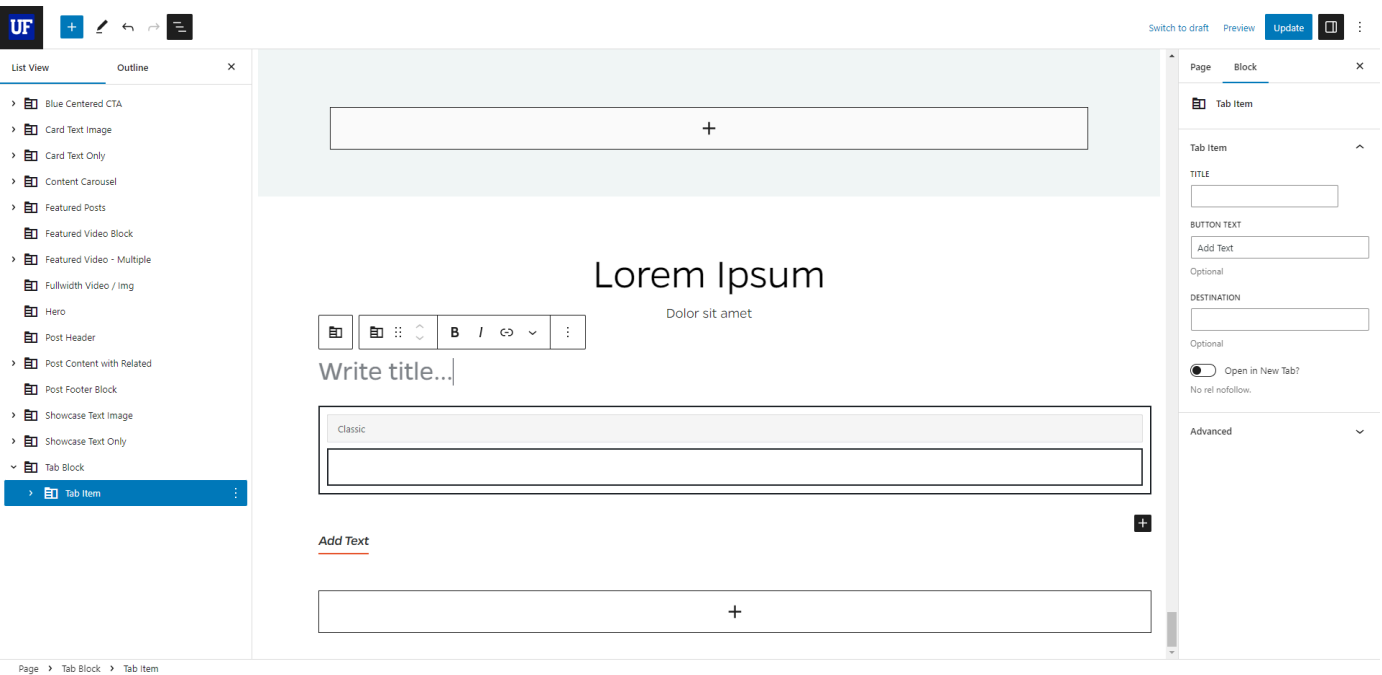 UF
Switch to draft Preview Update
List View Outline
Blue Centered CTA
Card Text Image
Card Text Only
Content Carousel
Featured Posts
Featured Video Block
Featured Video - Multiple
Fullwidth Video / Img
Hero
Post Header
Post Content with Related
Post Footer Block
Showcase Text Image
Showcase Text Only
Tab Block
Tab Item
Lorem Ipsum
Dolor sit amet
B I
Write title...
Classic
Add Text
Page Block
Tab Item
Tab Item
TITLE
BUTTON TEXT
Add Text
Optional
DESTINATION
Optional
Open in New Tab?
No rel nofollow.
Advanced
Page > Tab Block > Tab Item